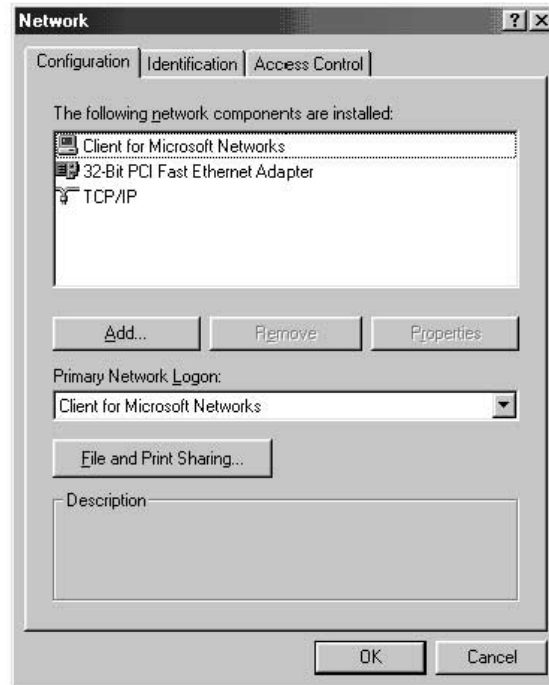 Network
Configuration Identification Access Control
The following network components are installed:
Client for Microsoft Networks
32-Bit PCI Fast Ethernet Adapter
TCP/IP
Add... Remove Properties
Primary Network Logon:
Client for Microsoft Networks
File and Print Sharing...
Description
OK Cancel